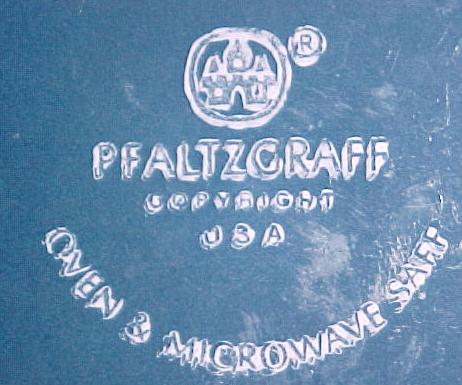 ®
PFALTZGRAFF
COPYRIGHT
USA
OVEN & MICROWAVE SAFE